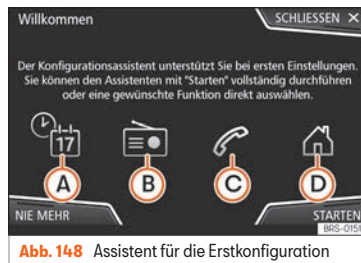 Willkommen
SCHLIESSEN ×
Der Konfigurationsassistent unterstützt Sie bei ersten Einstellungen.
Sie können den Assistenten mit "Starten" vollständig durchführen
oder eine gewünschte Funktion direkt auswählen.
17
A B C D
NIE MEHR
STARTEN
BRS-0151
Abb. 148 Assistent für die Erstkonfiguration